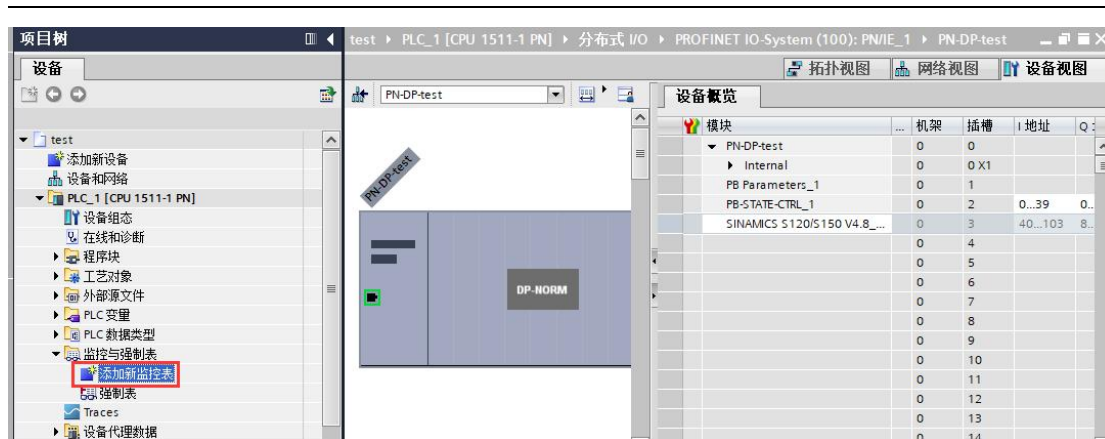 项目树
test ▸ PLC_1 [CPU 1511-1 PN] ▸ 分布式 I/O ▸ PROFINET IO-System (100): PN/IE_1 ▸ PN-DP-test
设备
拓扑视图 网络视图 设备视图
PN-DP-test
设备概览
模块 ... 机架 插槽 I 地址 Q
PN-DP-test 0 0
Internal 0 0 X1
PB Parameters_1 0 1
PB-STATE-CTRL_1 0 2 0...39 0..
SINAMICS S120/S150 V4.8_... 0 3 40...103 8..
0 4
0 5
0 6
0 7
0 8
0 9
0 10
0 11
0 12
0 13
0 14
test
添加新设备
设备和网络
PLC_1 [CPU 1511-1 PN]
设备组态
在线和诊断
程序块
工艺对象
外部源文件
PLC 变量
PLC 数据类型
监控与强制表
添加新监控表
强制表
Traces
设备代理数据
PN-DP-test
DP-NORM